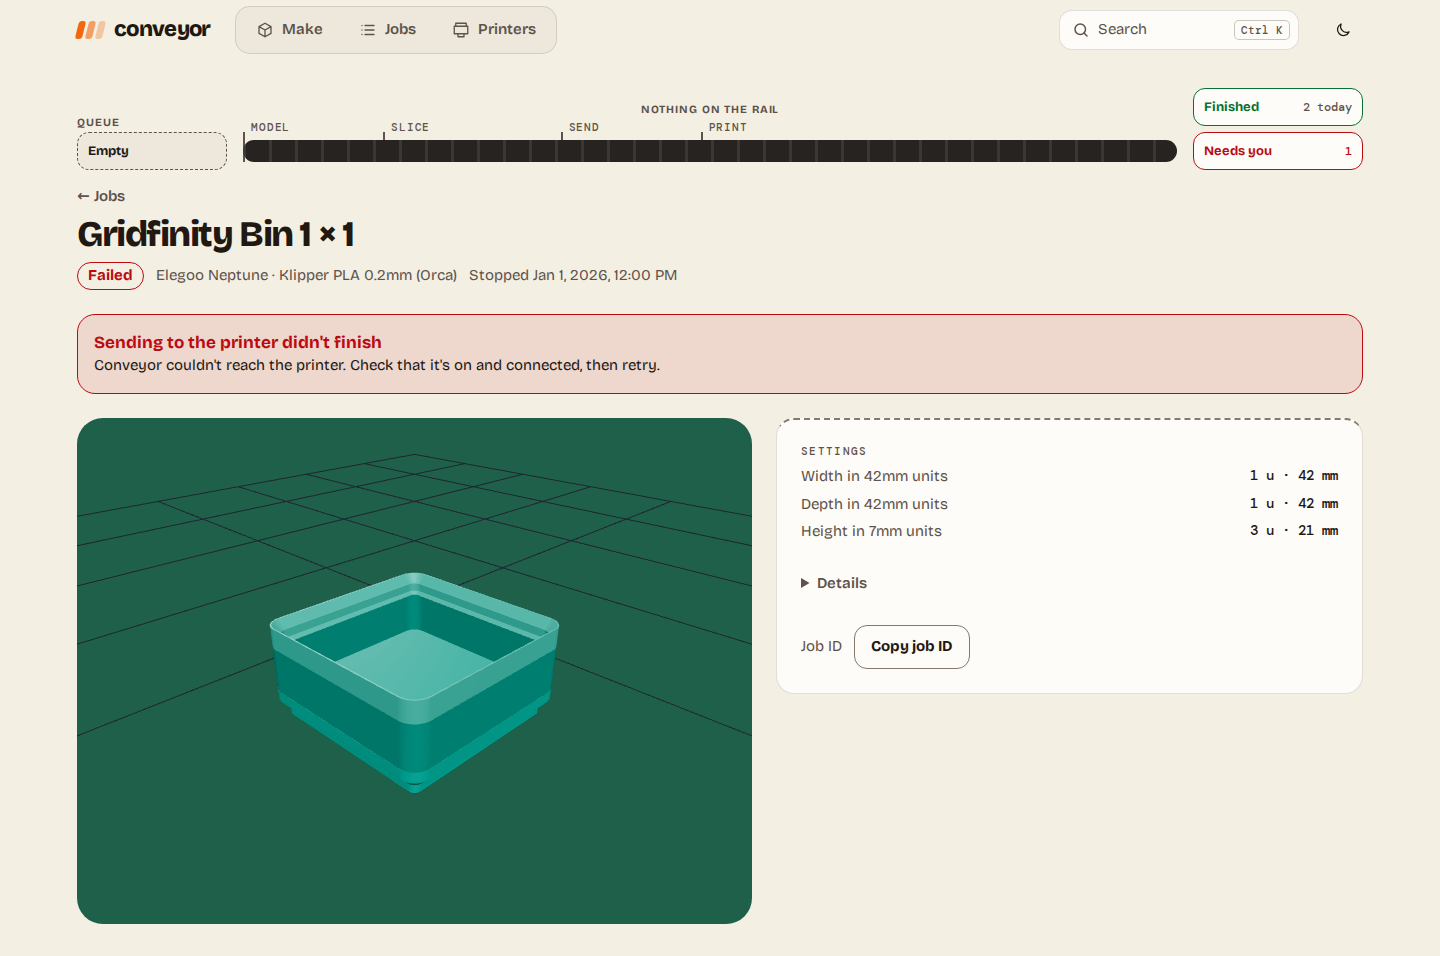 conveyor
Make
Jobs
Printers
Search
Ctrl K
NOTHING ON THE RAIL
QUEUE
Empty
MODEL
SLICE
SEND
PRINT
Finished 2 today
Needs you 1
← Jobs
Gridfinity Bin 1 × 1
Failed Elegoo Neptune · Klipper PLA 0.2mm (Orca) Stopped Jan 1, 2026, 12:00 PM
Sending to the printer didn't finish
Conveyor couldn't reach the printer. Check that it's on and connected, then retry.
SETTINGS
Width in 42mm units 1 u · 42 mm
Depth in 42mm units 1 u · 42 mm
Height in 7mm units 3 u · 21 mm
Details
Job ID Copy job ID